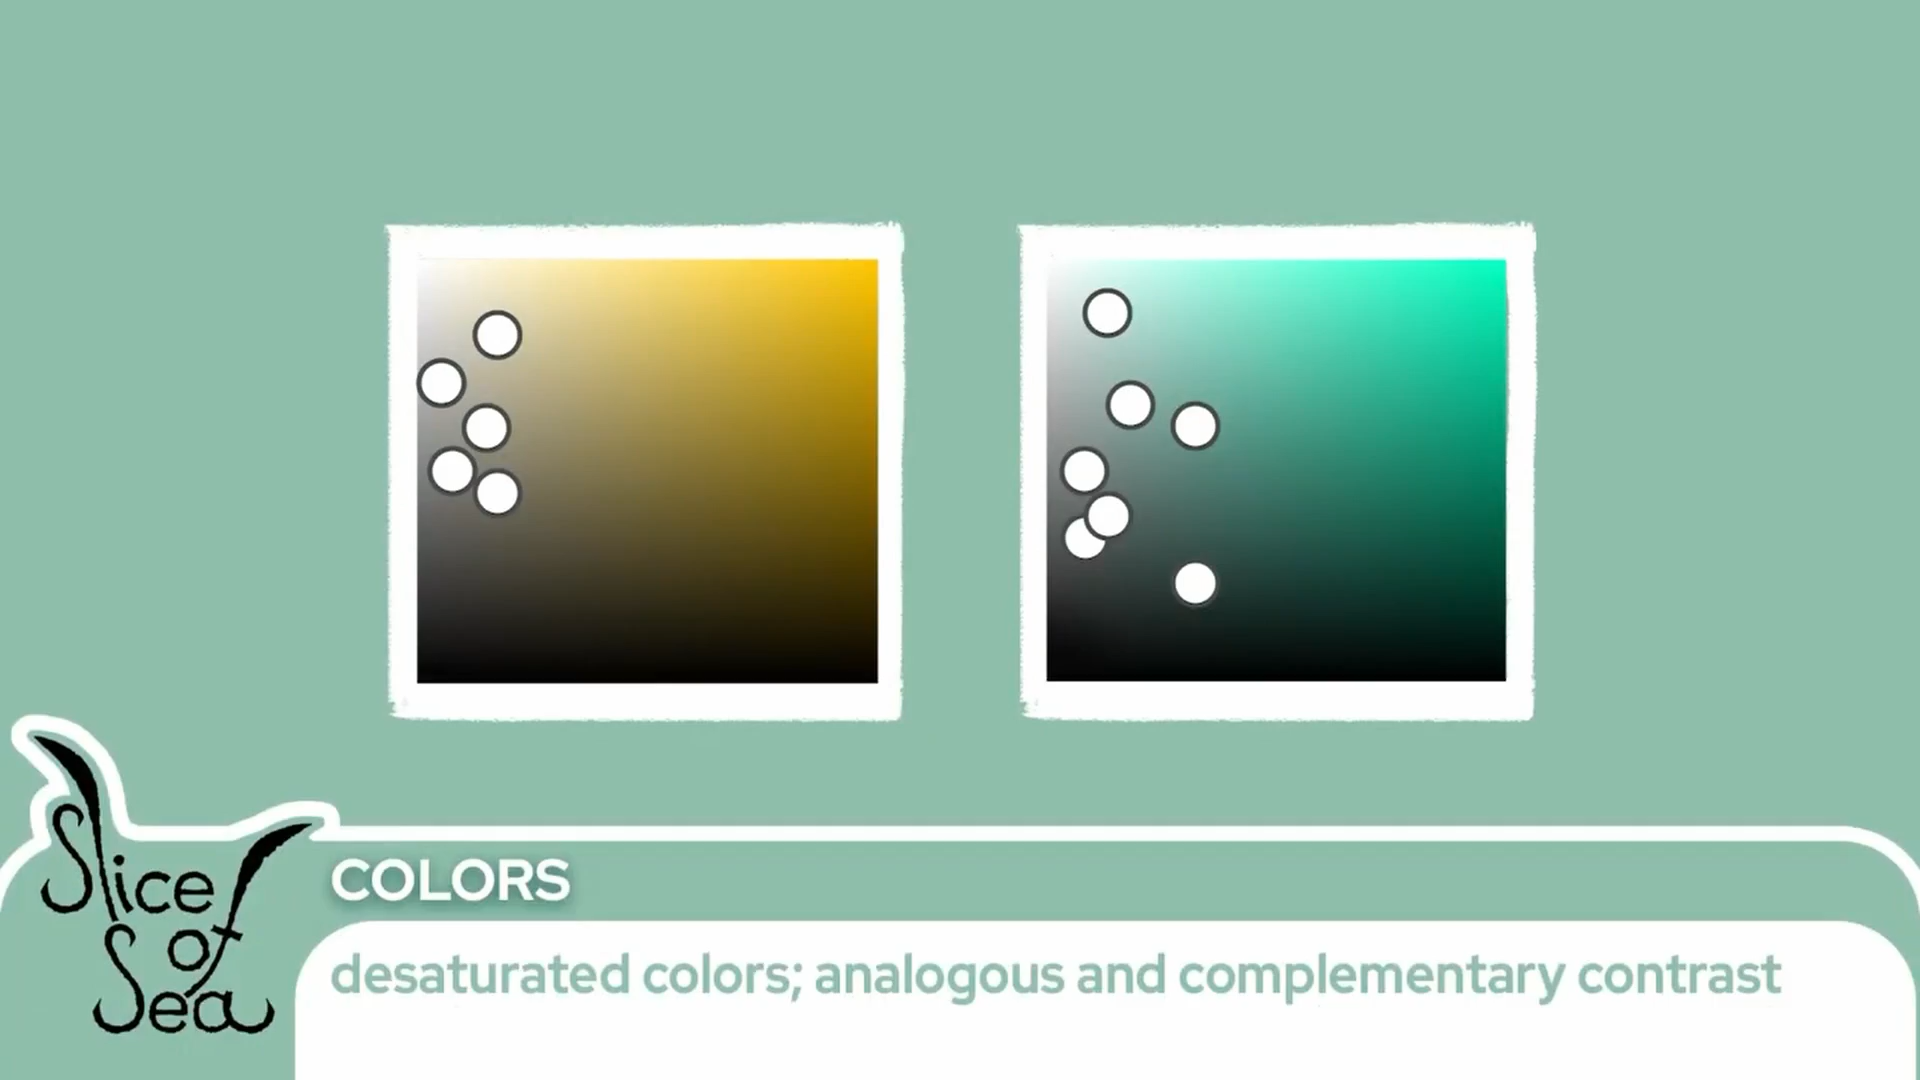 Slice
of
Sea
COLORS
desaturated colors; analogous and complementary contrast